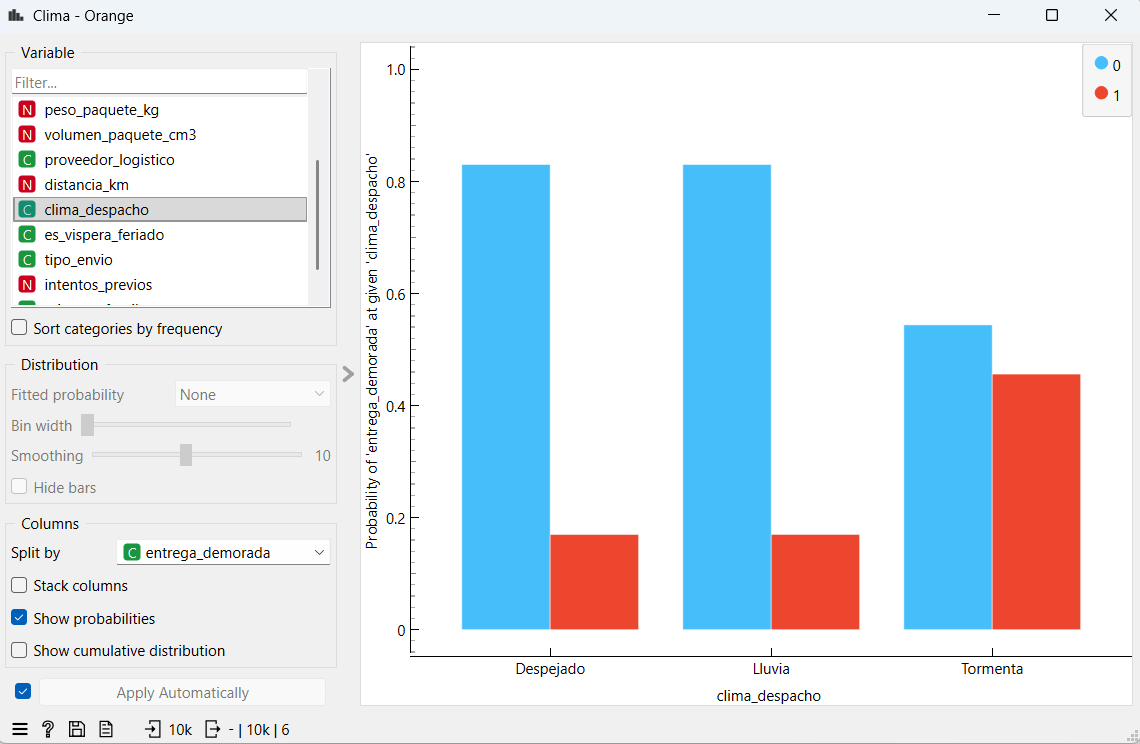 Clima - Orange
Variable
Filter...
N peso_paquete_kg
N volumen_paquete_cm3
C proveedor_logistico
N distancia_km
C clima_despacho
C es_vispera_feriado
C tipo_envio
N intentos_previos
Sort categories by frequency
Distribution
Fitted probability None
Bin width
Smoothing 10
Hide bars
Columns
Split by C entrega_demorada
Stack columns
Show probabilities
Show cumulative distribution
Apply Automatically
? 10k - | 10k | 6
Probability of 'entrega_demorada' at given 'clima_despacho'
1.0
0.8
0.6
0.4
0.2
0
Despejado Lluvia Tormenta
clima_despacho
0
1